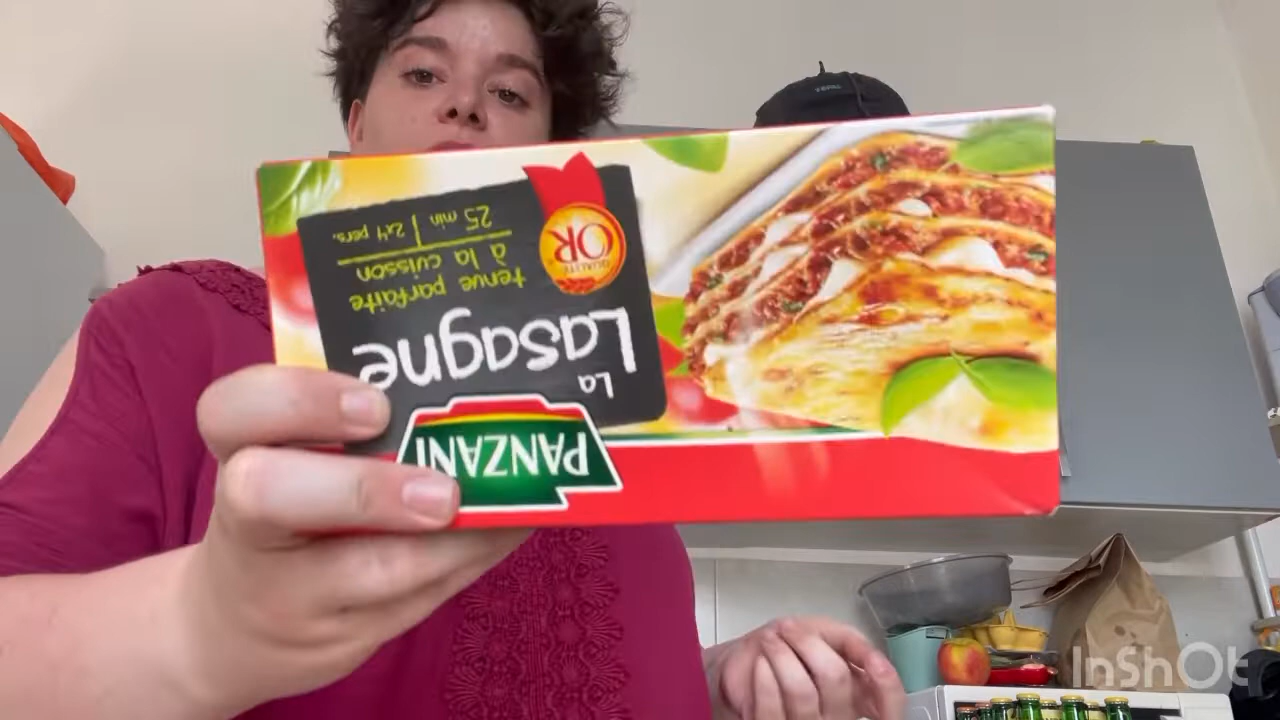 PANZANI
La
Lasagne
tenue parfaite
à la cuisson
25 min | 2x4 pers.
QUALITÉ
OR
InShOt